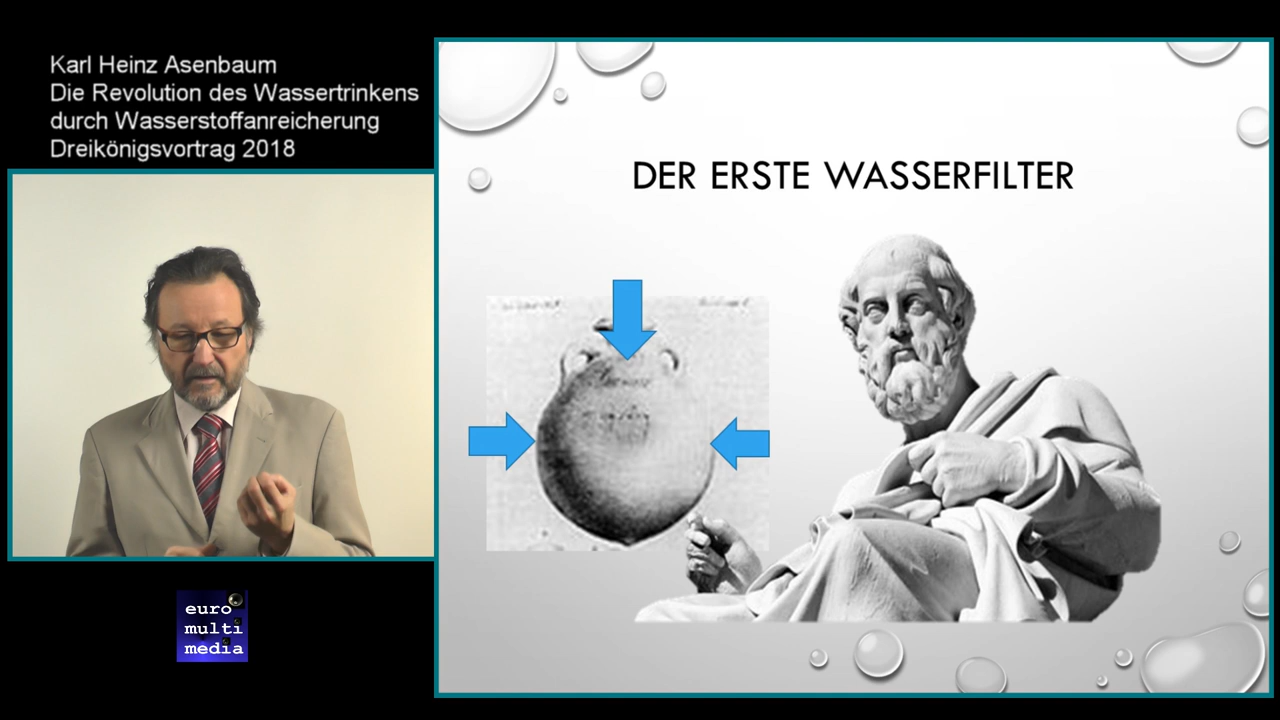 Karl Heinz Asenbaum
Die Revolution des Wassertrinkens
durch Wasserstoffanreicherung
Dreikönigsvortrag 2018
DER ERSTE WASSERFILTER
euro
multi
media